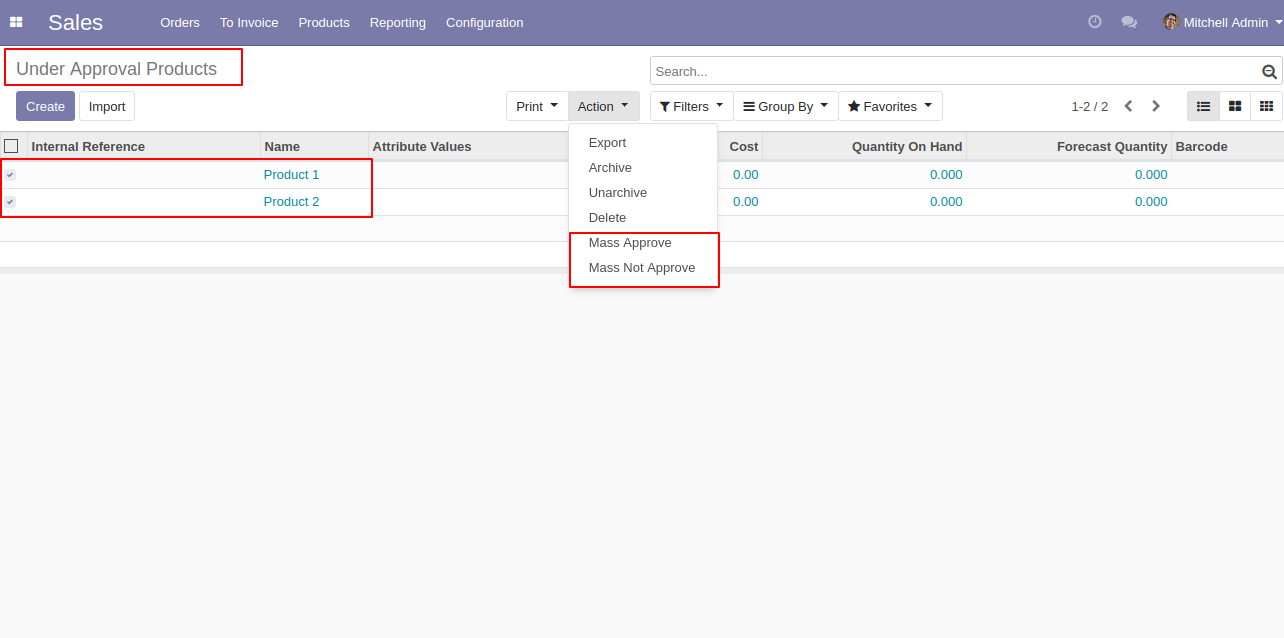 Sales Orders To Invoice Products Reporting Configuration Mitchell Admin
Under Approval Products
Search...
Create Import Print Action Filters Group By Favorites 1-2 / 2
Internal Reference Name Attribute Values Cost Quantity On Hand Forecast Quantity Barcode
Product 1 0.00 0.000 0.000
Product 2 0.00 0.000 0.000
Export
Archive
Unarchive
Delete
Mass Approve
Mass Not Approve